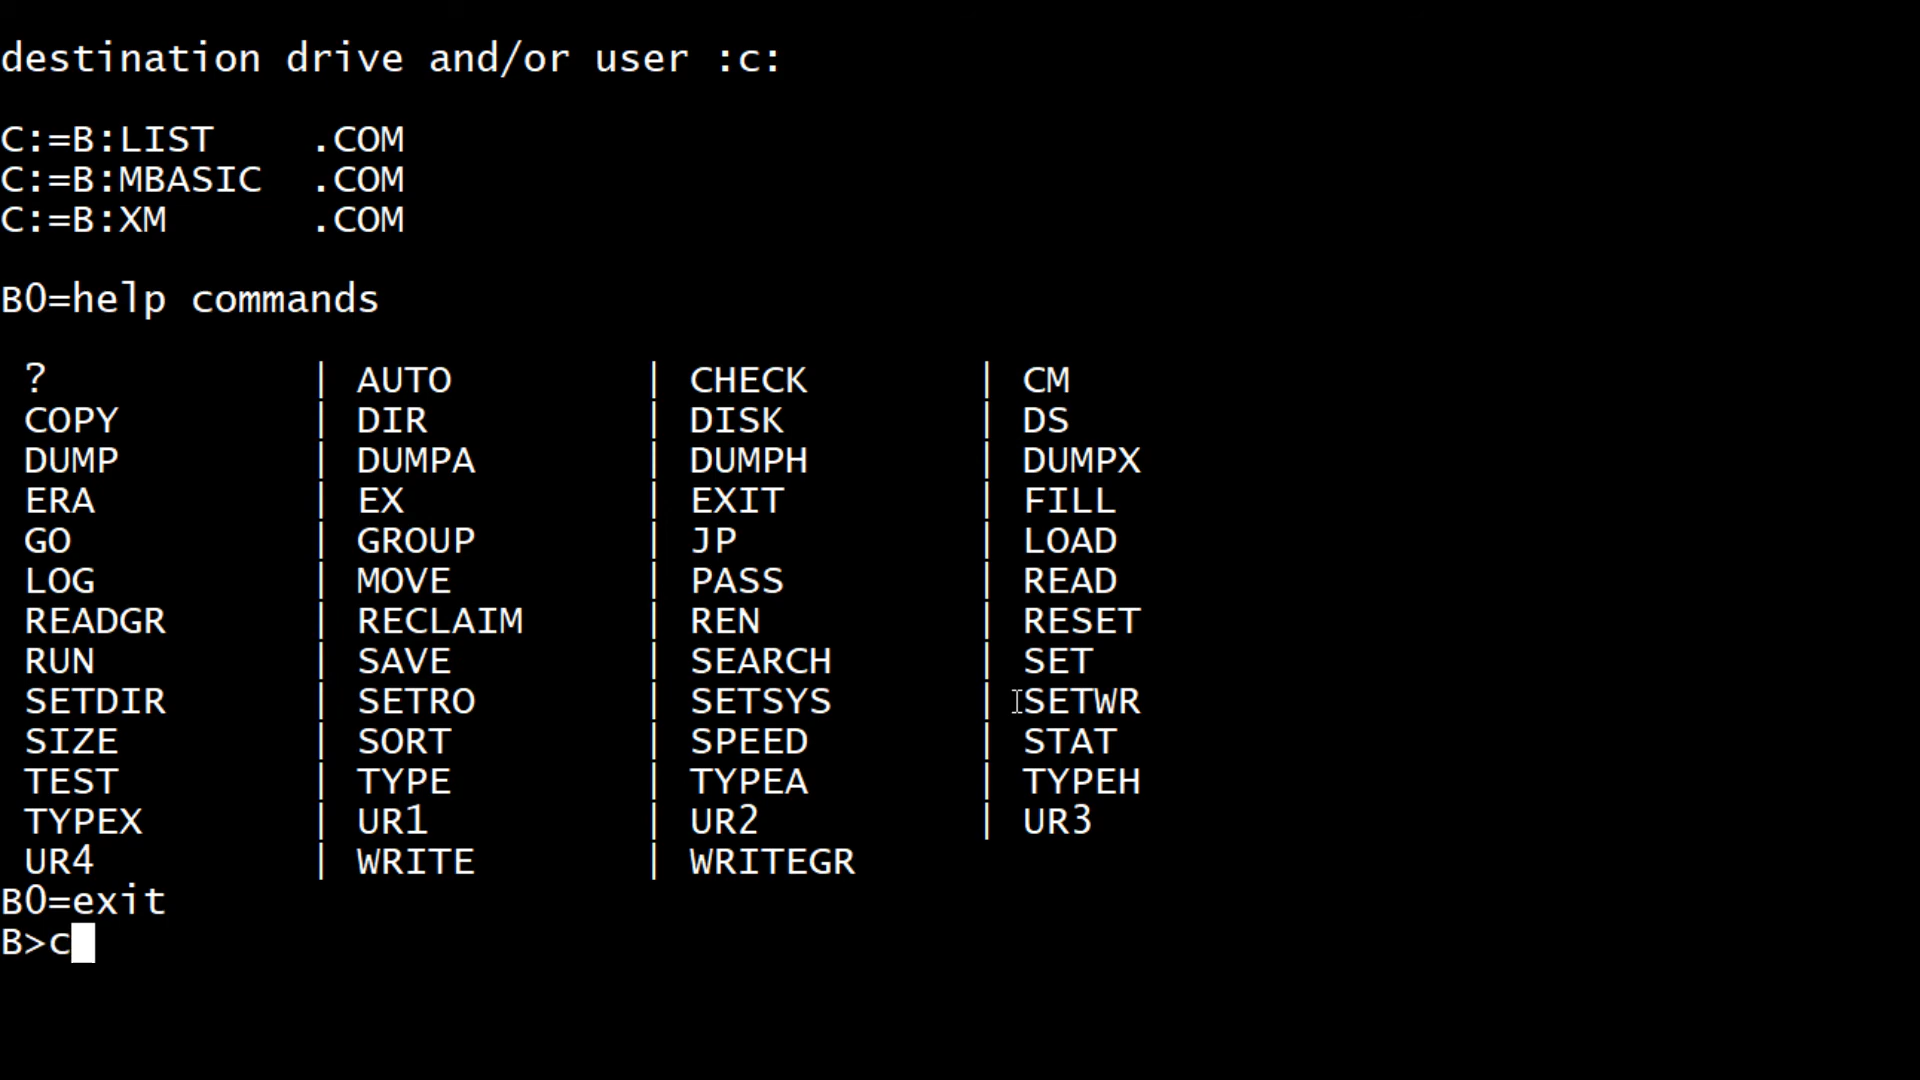 destination drive and/or user :c:
C:=B:LIST    .COM
C:=B:MBASIC  .COM
C:=B:XM      .COM
B0=help commands
?            | AUTO        | CHECK       | CM
COPY         | DIR         | DISK        | DS
DUMP         | DUMPA       | DUMPH       | DUMPX
ERA          | EX          | EXIT        | FILL
GO           | GROUP       | JP          | LOAD
LOG          | MOVE        | PASS        | READ
READGR       | RECLAIM     | REN         | RESET
RUN          | SAVE        | SEARCH      | SET
SETDIR       | SETRO       | SETSYS      | SETWR
SIZE         | SORT        | SPEED       | STAT
TEST         | TYPE        | TYPEA       | TYPEH
TYPEX        | UR1         | UR2         | UR3
UR4          | WRITE       | WRITEGR
B0=exit
B>c